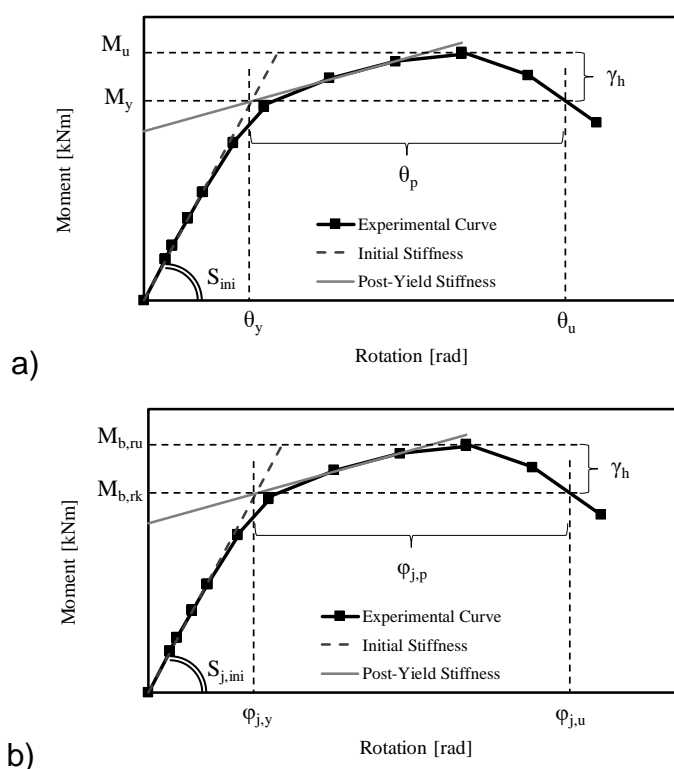 a)
M_u
M_y
Moment [kNm]
γ_h
θ_p
Experimental Curve
Initial Stiffness
Post-Yield Stiffness
S_ini
θ_y
θ_u
Rotation [rad]
b)
M_b,ru
M_b,rk
Moment [kNm]
γ_h
φ_j,p
Experimental Curve
Initial Stiffness
Post-Yield Stiffness
S_j,ini
φ_j,y
φ_j,u
Rotation [rad]